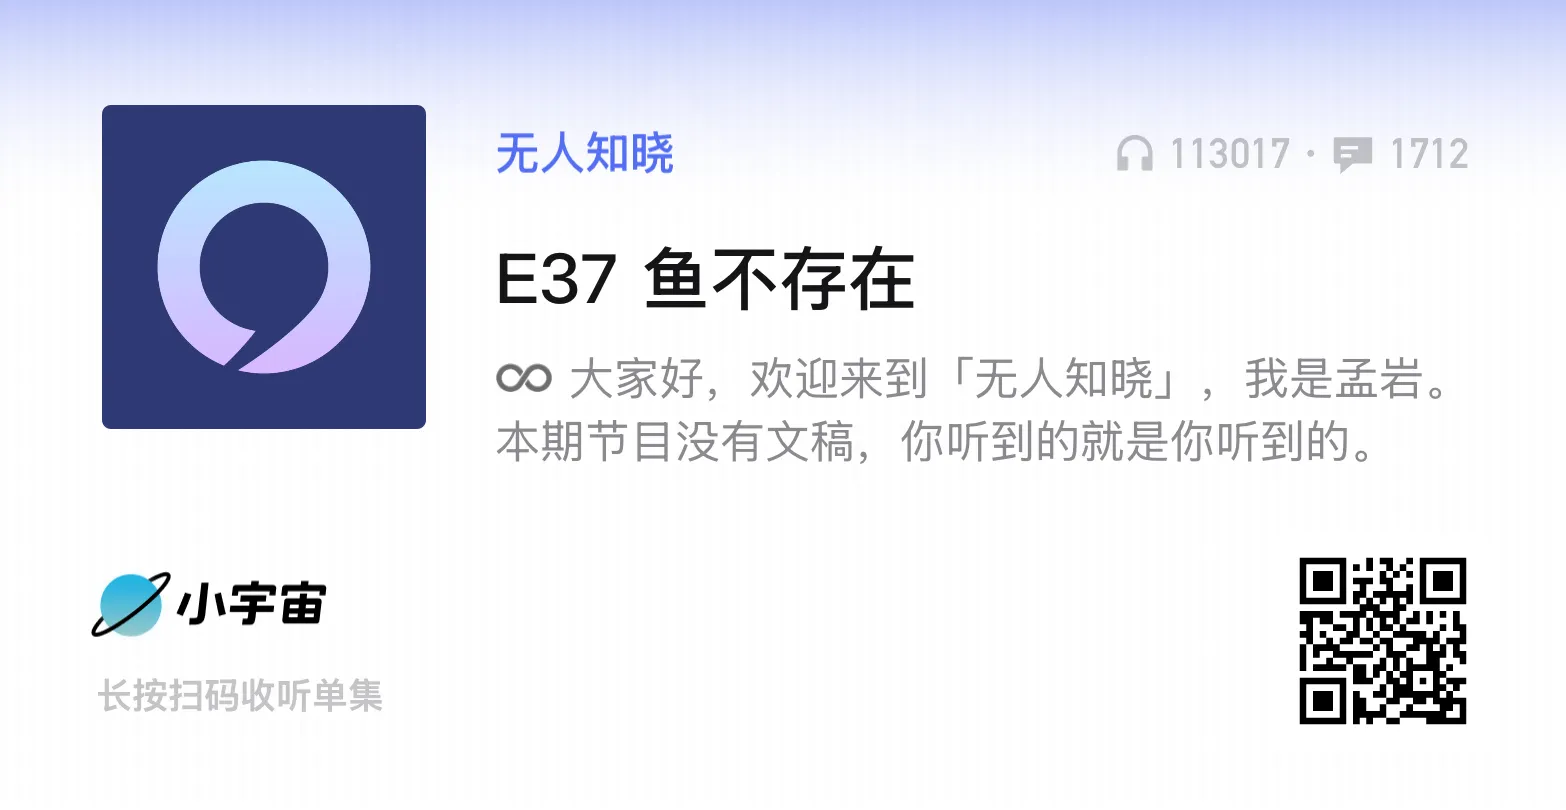 无人知晓
113017 · 1712
E37 鱼不存在
∞ 大家好，欢迎来到「无人知晓」，我是孟岩。
本期节目没有文稿，你听到的就是你听到的。
小宇宙
长按扫码收听单集